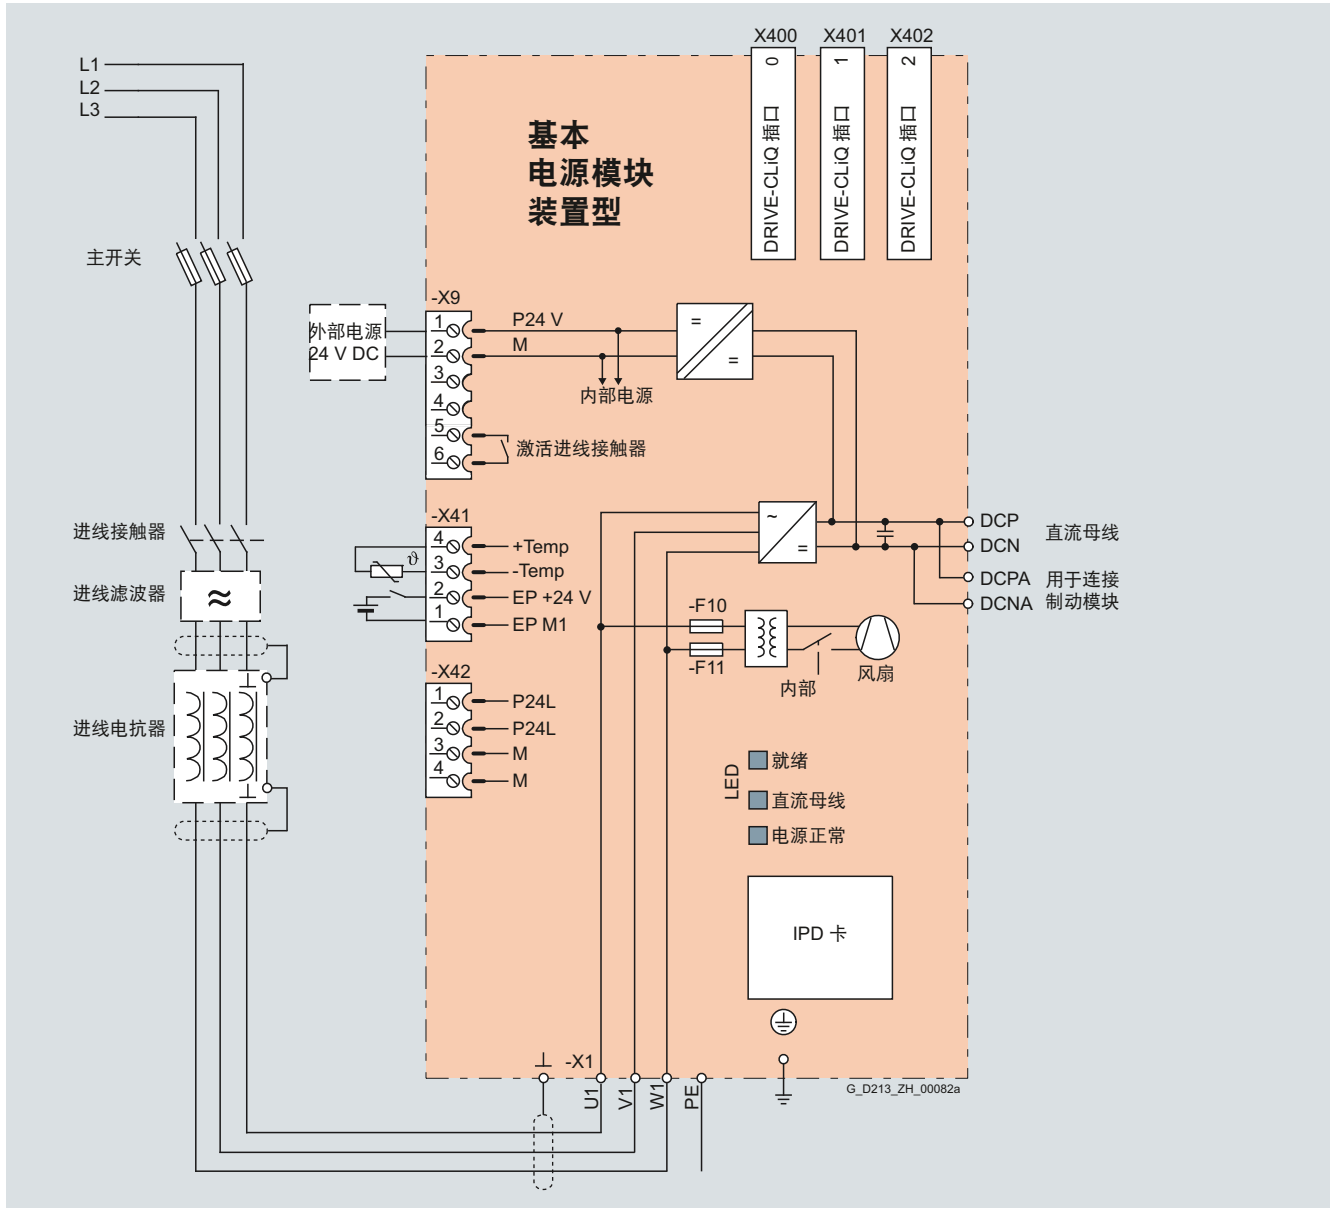 X400 X401 X402
L1
L2
L3
0 1 2
DRIVE-CLiQ 插口
DRIVE-CLiQ 插口
DRIVE-CLiQ 插口
基本
电源模块
装置型
主开关
-X9
外部电源
24 V DC
1
2
3
4
5
6
P24 V
M
=
=
内部电源
激活进线接触器
进线接触器
-X41
4
3
2
1
ϑ
+Temp
-Temp
EP +24 V
EP M1
~
=
DCP
DCN
直流母线
DCPA
DCNA
用于连接
制动模块
进线滤波器
≈
-F10
-F11
内部
风扇
-X42
1
2
3
4
P24L
P24L
M
M
进线电抗器
LED
就绪
直流母线
电源正常
IPD 卡
-X1
U1
V1
W1
PE
G_D213_ZH_00082a